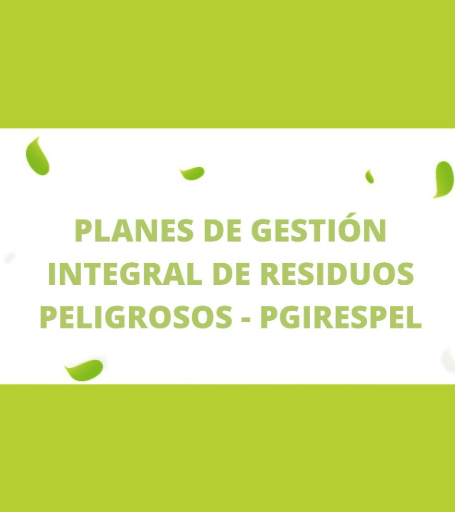 PLANES DE GESTIÓN
INTEGRAL DE RESIDUOS
PELIGROSOS - PGIRESPEL